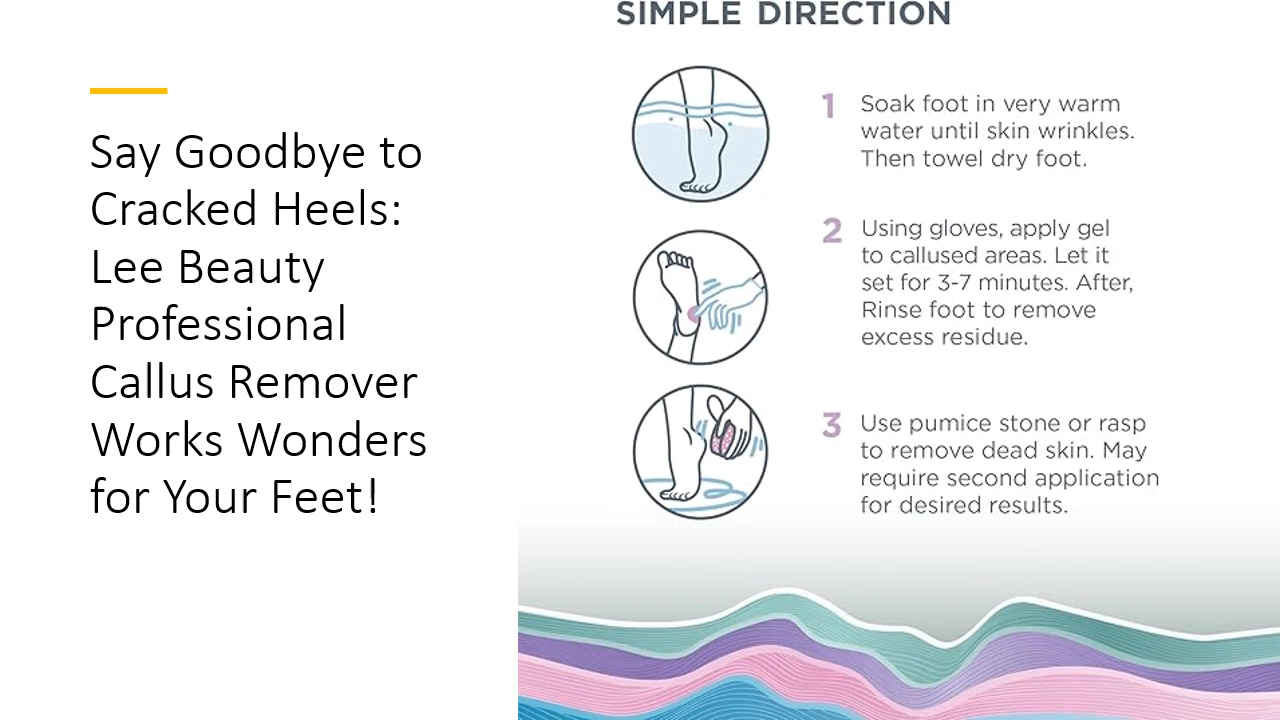 Say Goodbye to
Cracked Heels:
Lee Beauty
Professional
Callus Remover
Works Wonders
for Your Feet!
SIMPLE DIRECTION
1 Soak foot in very warm
water until skin wrinkles.
Then towel dry foot.
2 Using gloves, apply gel
to callused areas. Let it
set for 3-7 minutes. After,
Rinse foot to remove
excess residue.
3 Use pumice stone or rasp
to remove dead skin. May
require second application
for desired results.